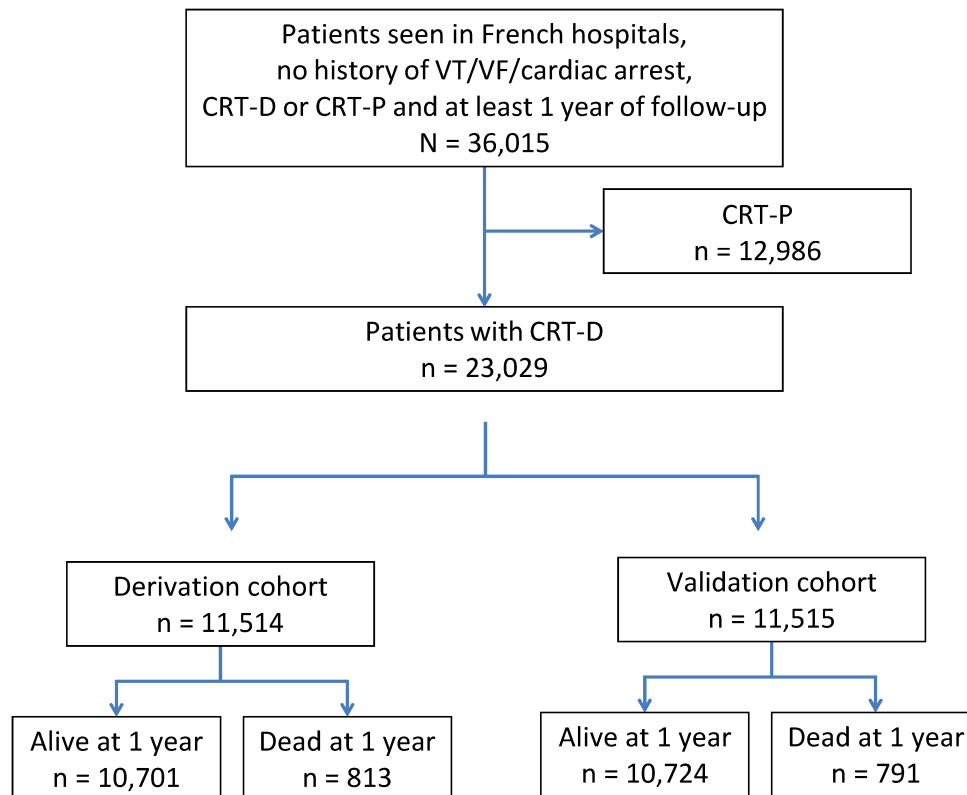 Patients seen in French hospitals,
no history of VT/VF/cardiac arrest,
CRT-D or CRT-P and at least 1 year of follow-up
N = 36,015
CRT-P
n = 12,986
Patients with CRT-D
n = 23,029
Derivation cohort
n = 11,514
Validation cohort
n = 11,515
Alive at 1 year
n = 10,701
Dead at 1 year
n = 813
Alive at 1 year
n = 10,724
Dead at 1 year
n = 791